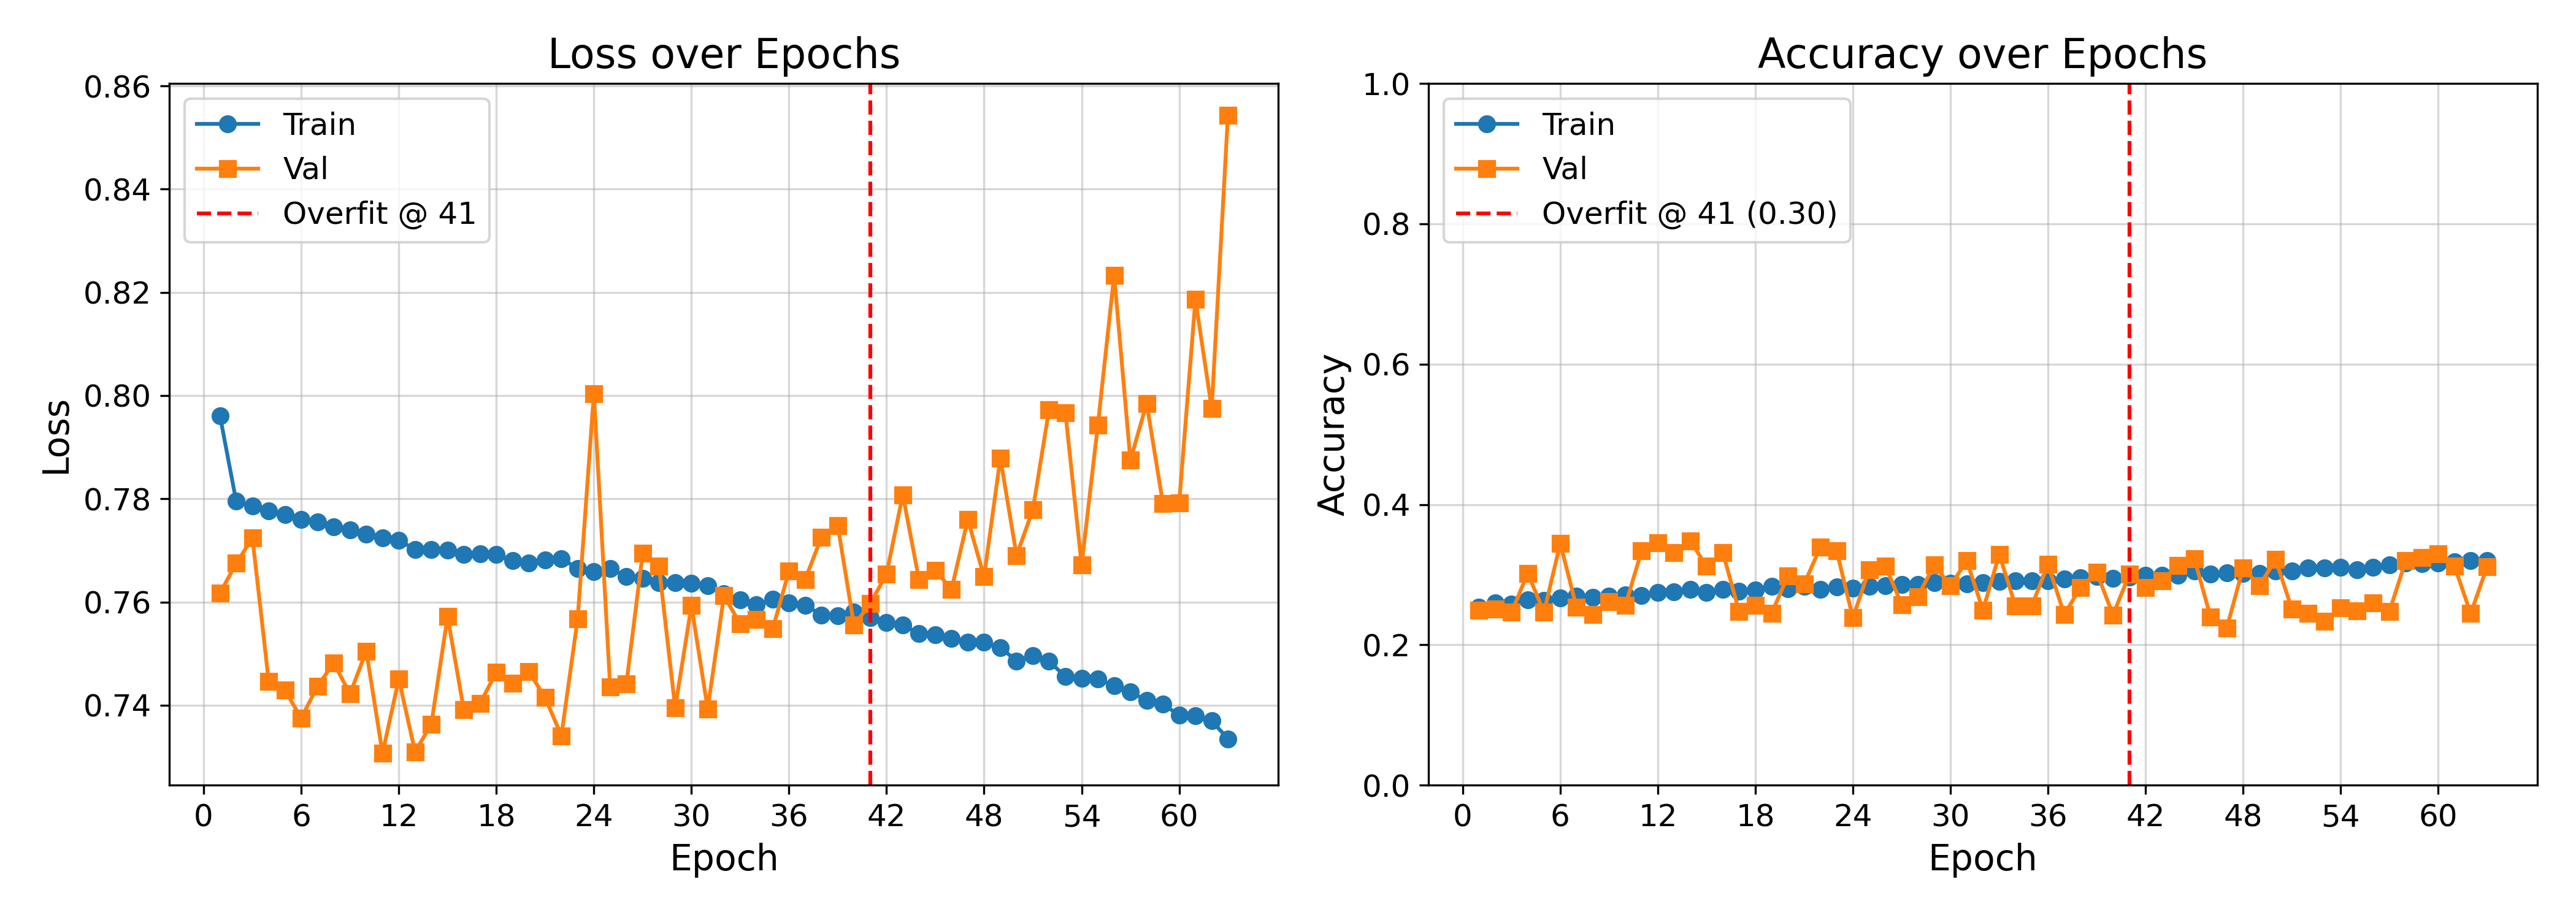 Loss over Epochs
Loss
0.86
0.84
0.82
0.80
0.78
0.76
0.74
Train
Val
Overfit @ 41
0 6 12 18 24 30 36 42 48 54 60
Epoch
Accuracy over Epochs
Accuracy
1.0
0.8
0.6
0.4
0.2
0.0
Train
Val
Overfit @ 41 (0.30)
0 6 12 18 24 30 36 42 48 54 60
Epoch